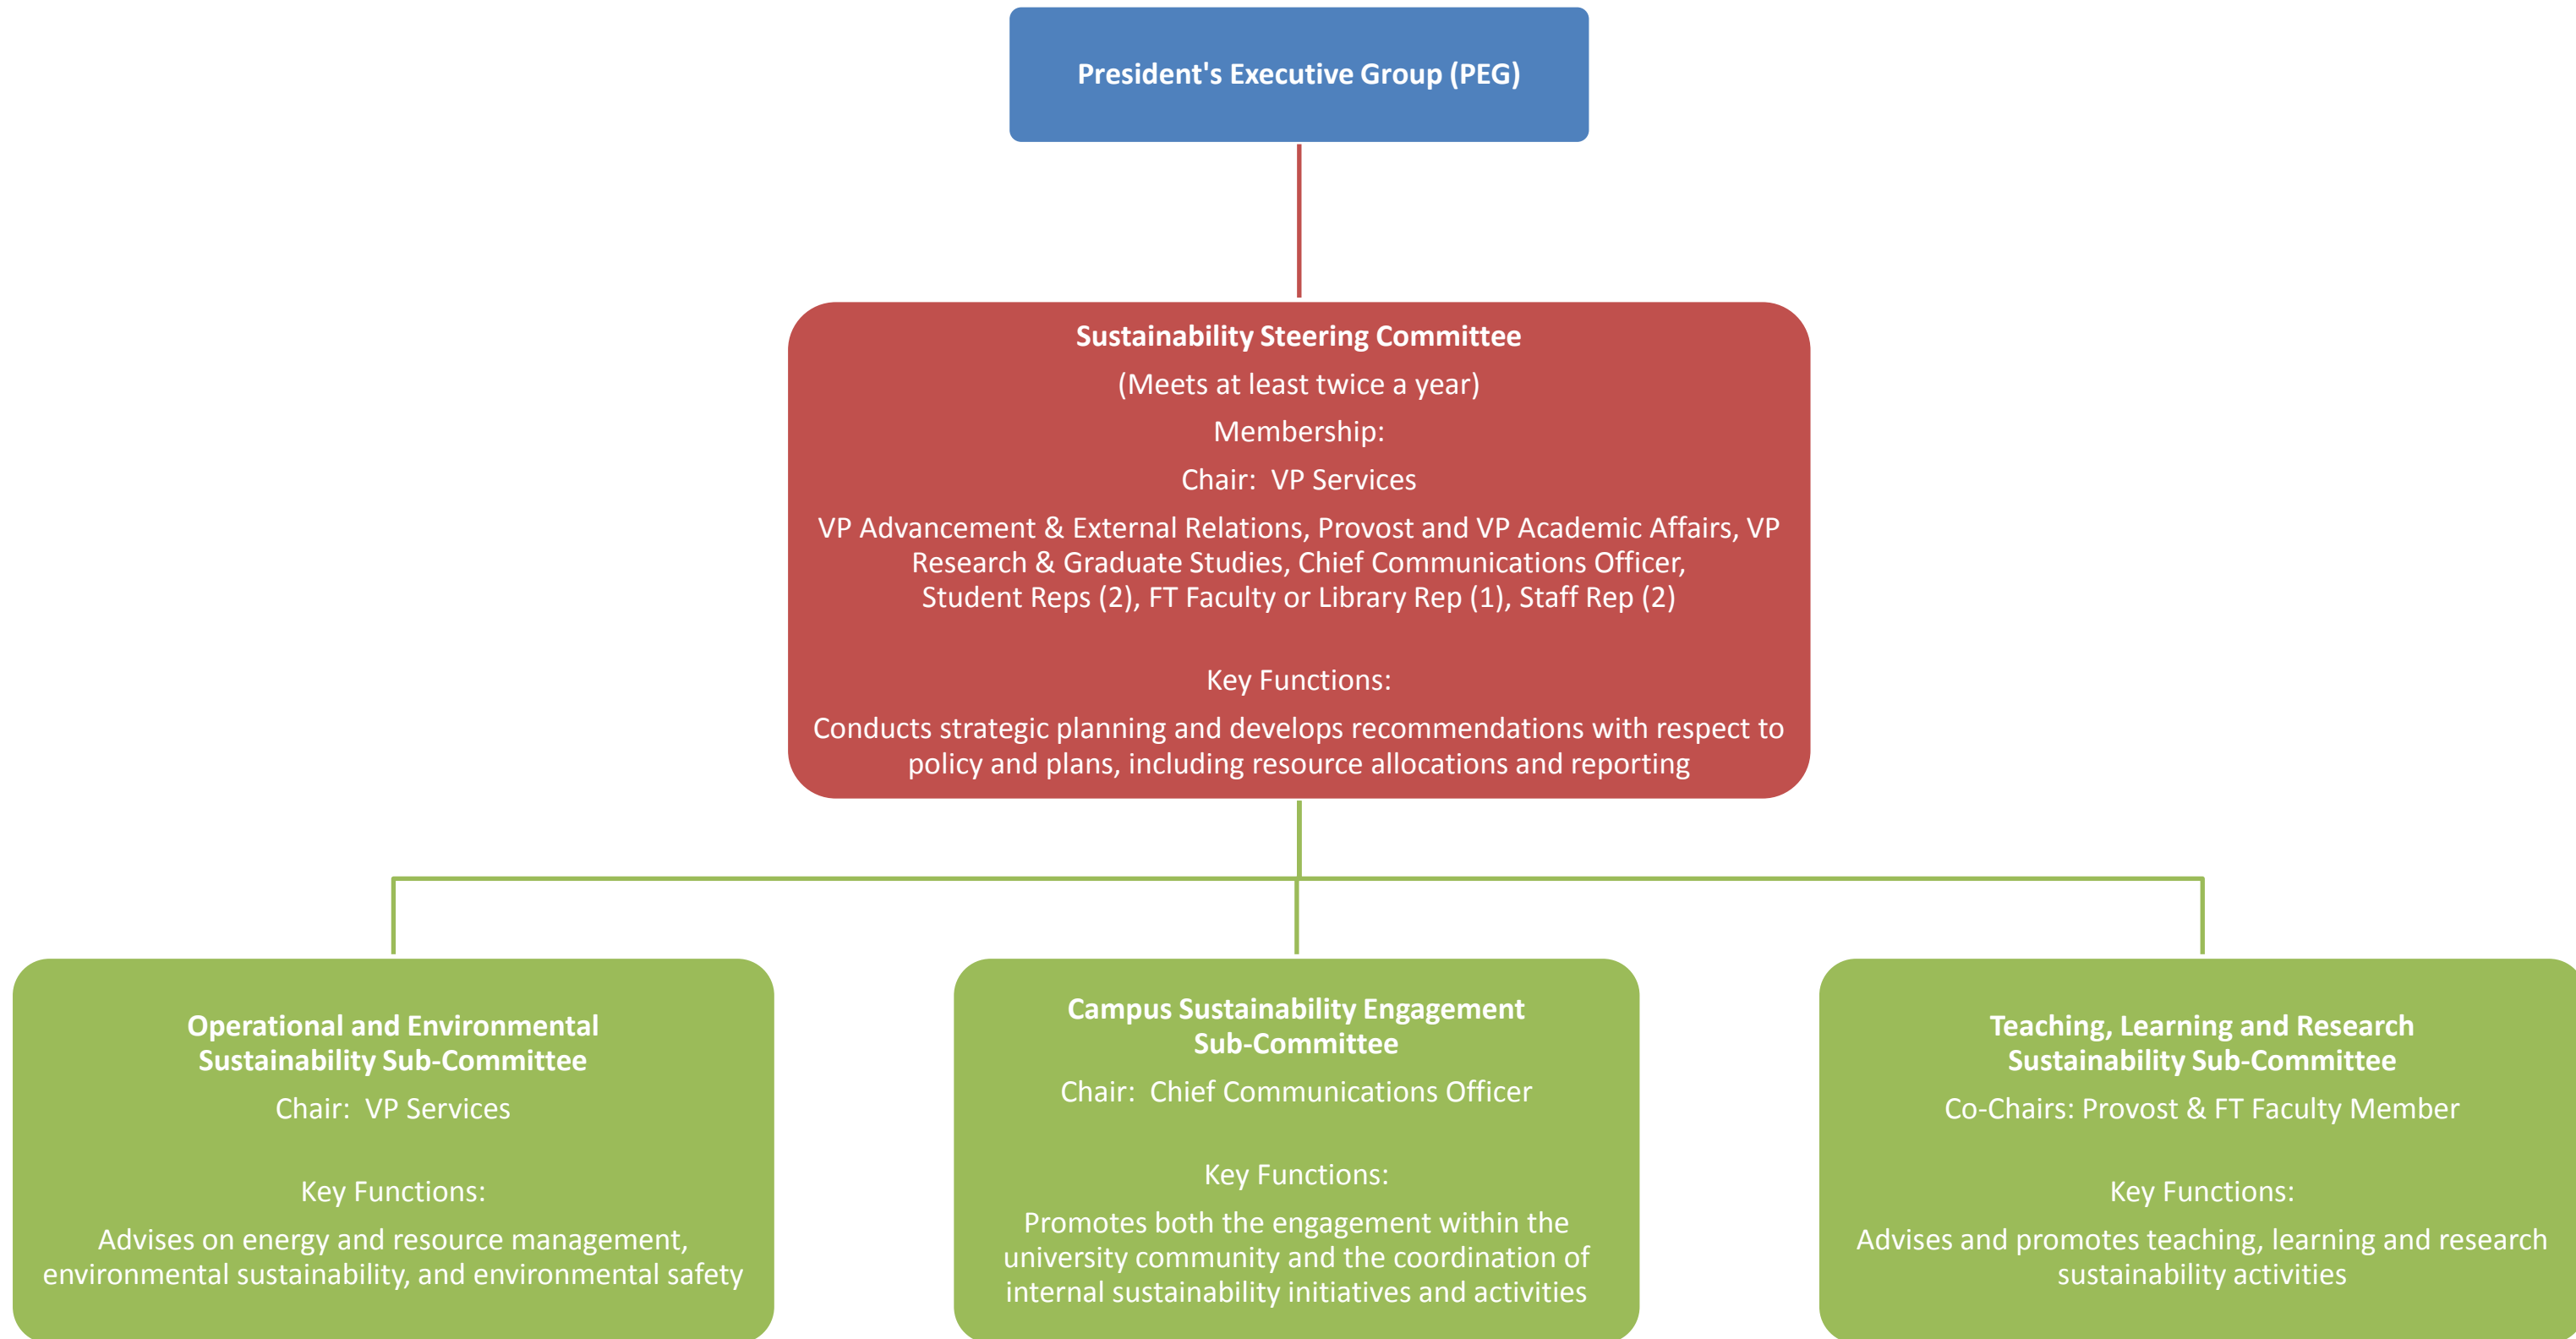 President's Executive Group (PEG)
Sustainability Steering Committee
(Meets at least twice a year)
Membership:
Chair:  VP Services
VP Advancement & External Relations, Provost and VP Academic Affairs, VP
Research & Graduate Studies, Chief Communications Officer,
Student Reps (2), FT Faculty or Library Rep (1), Staff Rep (2)
Key Functions:
Conducts strategic planning and develops recommendations with respect to
policy and plans, including resource allocations and reporting
Operational and Environmental
Sustainability Sub-Committee
Chair:  VP Services
Key Functions:
Advises on energy and resource management,
environmental sustainability, and environmental safety
Campus Sustainability Engagement
Sub-Committee
Chair:  Chief Communications Officer
Key Functions:
Promotes both the engagement within the
university community and the coordination of
internal sustainability initiatives and activities
Teaching, Learning and Research
Sustainability Sub-Committee
Co-Chairs: Provost & FT Faculty Member
Key Functions:
Advises and promotes teaching, learning and research
sustainability activities